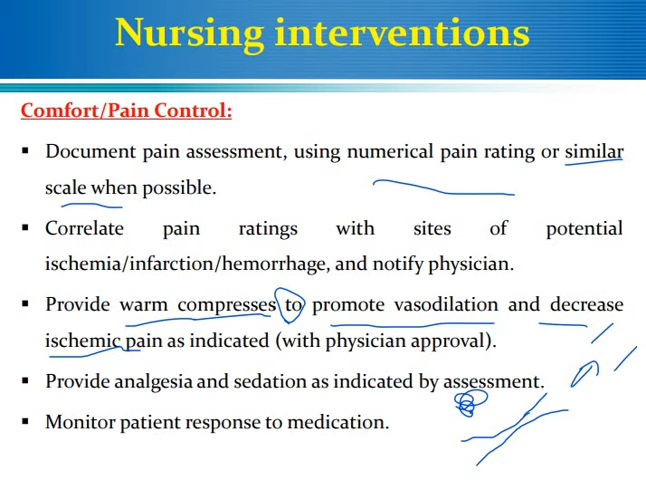 Nursing interventions
Comfort/Pain Control:
▪ Document pain assessment, using numerical pain rating or similar
scale when possible.
▪ Correlate pain ratings with sites of potential
ischemia/infarction/hemorrhage, and notify physician.
▪ Provide warm compresses to promote vasodilation and decrease
ischemic pain as indicated (with physician approval).
▪ Provide analgesia and sedation as indicated by assessment.
▪ Monitor patient response to medication.